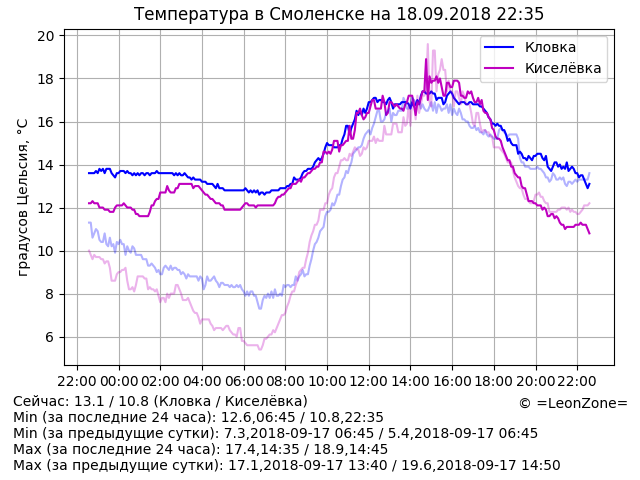 Температура в Смоленске на 18.09.2018 22:35
градусов Цельсия, °C
20
18
16
14
12
10
8
6
Кловка
Киселёвка
22:00 00:00 02:00 04:00 06:00 08:00 10:00 12:00 14:00 16:00 18:00 20:00 22:00
Сейчас: 13.1 / 10.8 (Кловка / Киселёвка)
© =LeonZone=
Min (за последние 24 часа): 12.6,06:45 / 10.8,22:35
Min (за предыдущие сутки): 7.3,2018-09-17 06:45 / 5.4,2018-09-17 06:45
Max (за последние 24 часа): 17.4,14:35 / 18.9,14:45
Max (за предыдущие сутки): 17.1,2018-09-17 13:40 / 19.6,2018-09-17 14:50